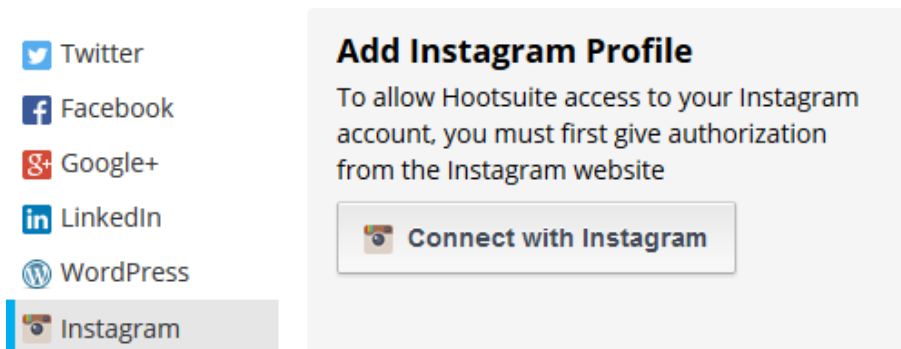 Twitter
Facebook
Google+
LinkedIn
WordPress
Instagram
Add Instagram Profile
To allow Hootsuite access to your Instagram
account, you must first give authorization
from the Instagram website
Connect with Instagram